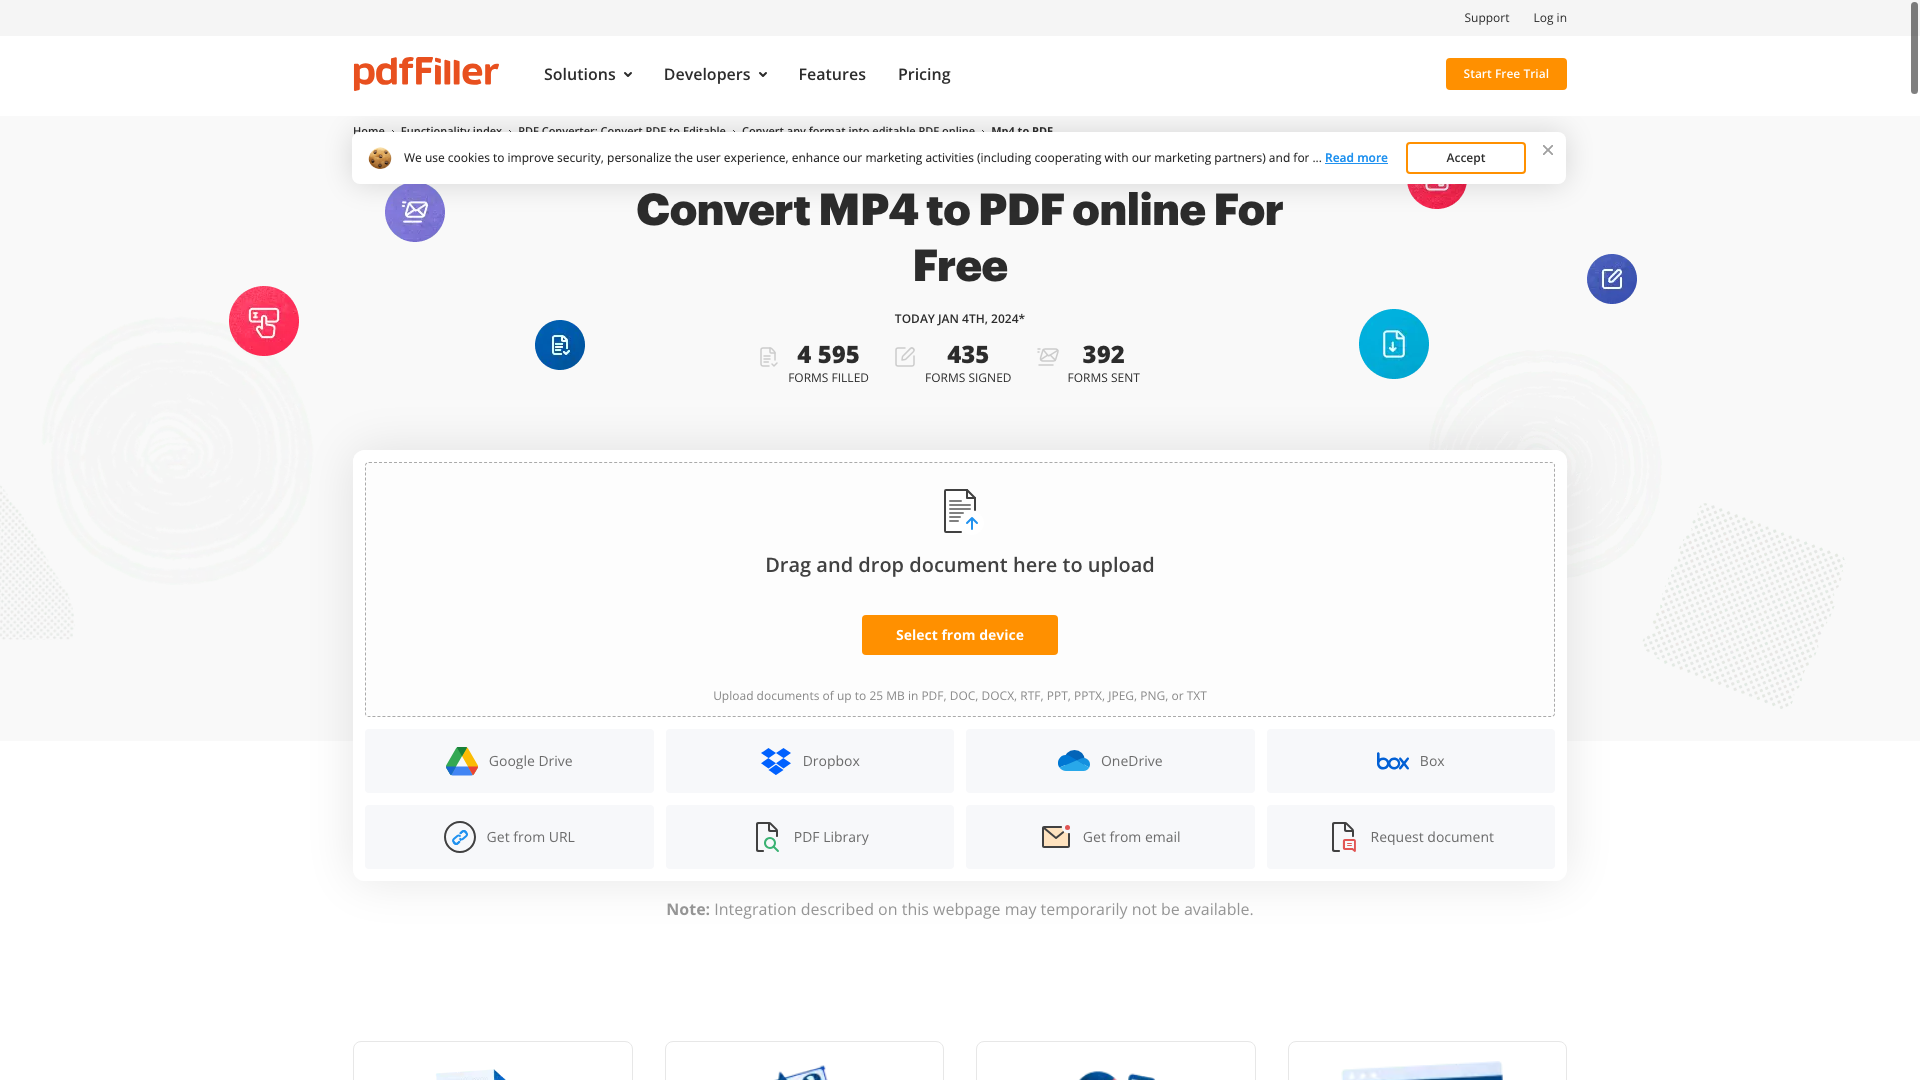 Support Log in
pdfFiller Solutions Developers Features Pricing Start Free Trial
Home › Functionality index › PDF Converter: Convert PDF to Editable › Convert any format into editable PDF online › Mp4 to PDF
We use cookies to improve security, personalize the user experience, enhance our marketing activities (including cooperating with our marketing partners) and for ... Read more Accept
Convert MP4 to PDF online For
Free
TODAY JAN 4TH, 2024*
4 595 435 392
FORMS FILLED FORMS SIGNED FORMS SENT
Drag and drop document here to upload
Select from device
Upload documents of up to 25 MB in PDF, DOC, DOCX, RTF, PPT, PPTX, JPEG, PNG, or TXT
Google Drive Dropbox OneDrive box Box
Get from URL PDF Library Get from email Request document
Note: Integration described on this webpage may temporarily not be available.